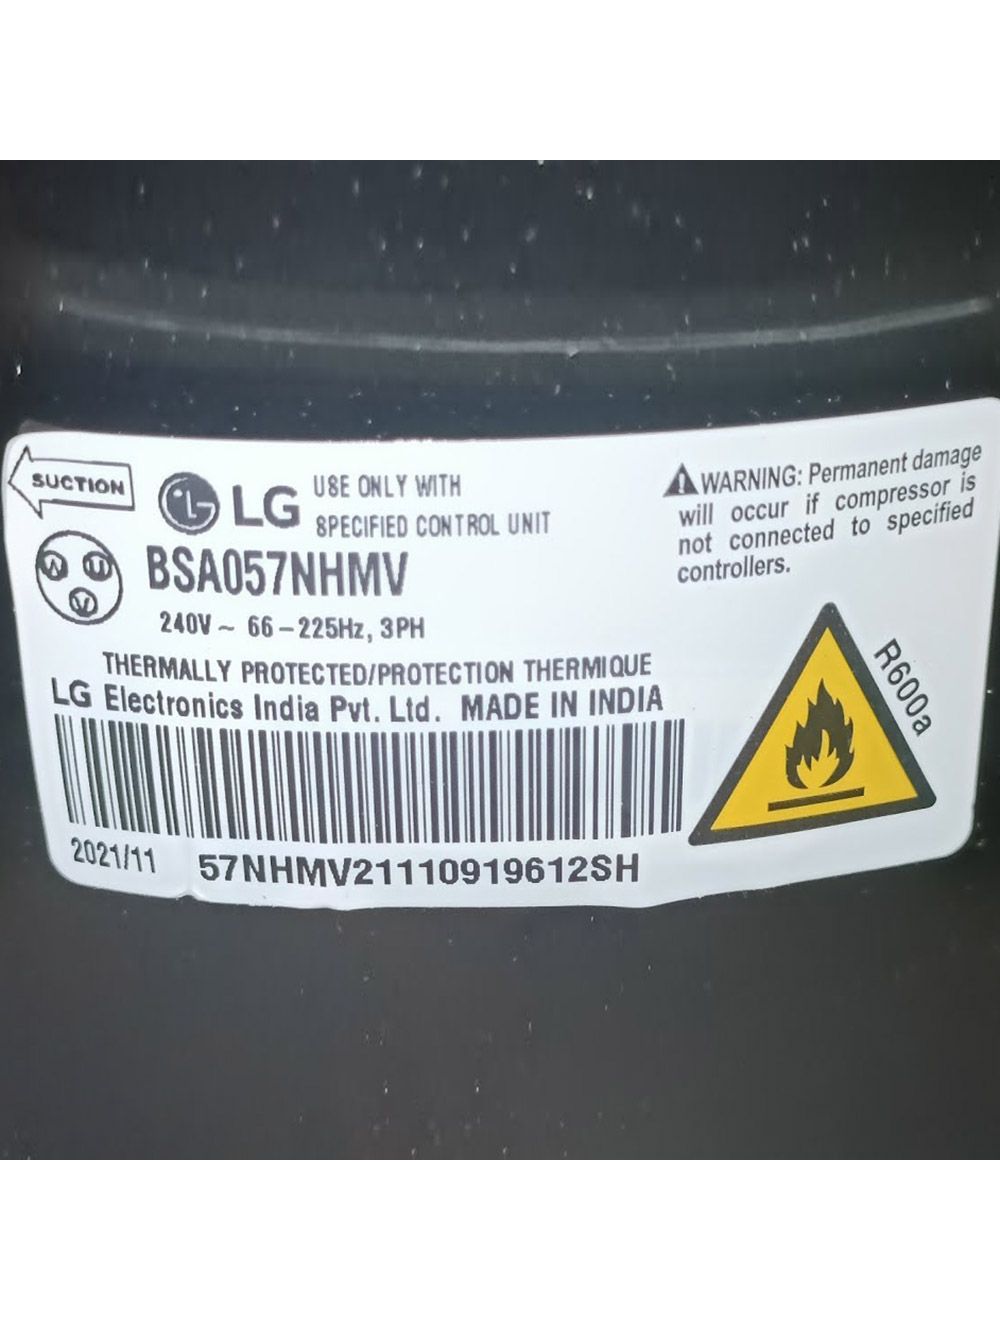 SUCTION
LG
USE ONLY WITH
SPECIFIED CONTROL UNIT
W U
V
BSA057NHMV
240V ~ 66-225Hz, 3PH
THERMALLY PROTECTED/PROTECTION THERMIQUE
LG Electronics India Pvt. Ltd. MADE IN INDIA
2021/11
57NHMV21110919612SH
WARNING: Permanent damage
will occur if compressor is
not connected to specified
controllers.
R600a